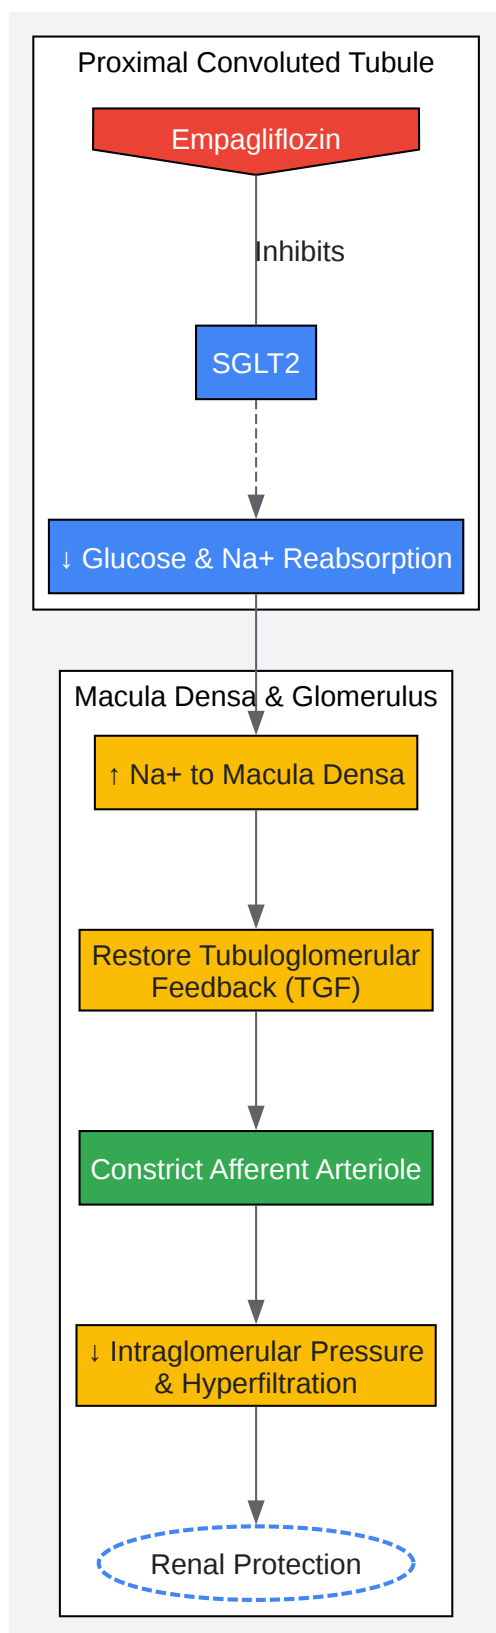 Proximal Convoluted Tubule
Empagliflozin
Inhibits
SGLT2
↓ Glucose & Na+ Reabsorption
Macula Densa & Glomerulus
↑ Na+ to Macula Densa
Restore Tubuloglomerular
Feedback (TGF)
Constrict Afferent Arteriole
↓ Intraglomerular Pressure
& Hyperfiltration
Renal Protection